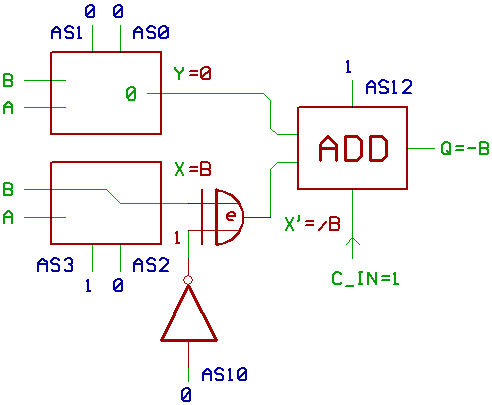 0 0
AS1 AS0
B
A
0
Y=0
1
AS12
ADD
Q=-B
B
A
X=B
e
1
X'=/B
AS3 AS2
1 0
C_IN=1
AS10
0